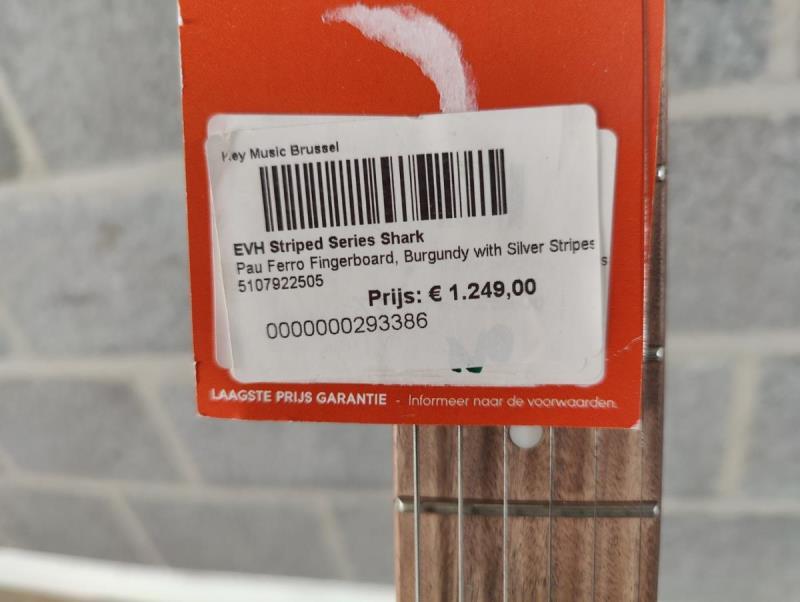 Key Music Brussel
EVH Striped Series Shark
Pau Ferro Fingerboard, Burgundy with Silver Stripes
s
5107922505
Prijs: € 1.249,00
0000000293386
LAAGSTE PRIJS GARANTIE - Informeer naar de voorwaarden.